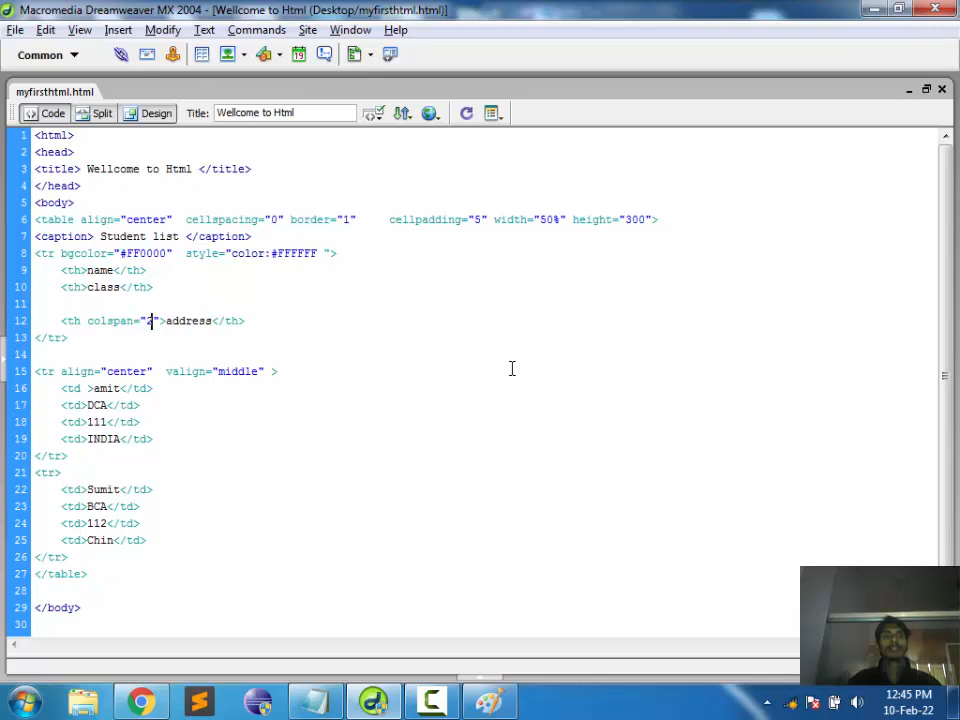 Macromedia Dreamweaver MX 2004 - [Wellcome to Html (Desktop/myfirsthtml.html)]
File Edit View Insert Modify Text Commands Site Window Help
Common
myfirsthtml.html
Code Split Design Title: Wellcome to Html
1 <html>
2 <head>
3 <title> Wellcome to Html </title>
4 </head>
5 <body>
6 <table align="center" cellspacing="0" border="1" cellpadding="5" width="50%" height="300">
7 <caption> Student list </caption>
8 <tr bgcolor="#FF0000" style="color:#FFFFFF ">
9 <th>name</th>
10 <th>class</th>
11
12 <th colspan="2">address</th>
13 </tr>
14
15 <tr align="center" valign="middle" >
16 <td >amit</td>
17 <td>DCA</td>
18 <td>111</td>
19 <td>INDIA</td>
20 </tr>
21 <tr>
22 <td>Sumit</td>
23 <td>BCA</td>
24 <td>112</td>
25 <td>Chin</td>
26 </tr>
27 </table>
28
29 </body>
30
12:45 PM
10-Feb-22